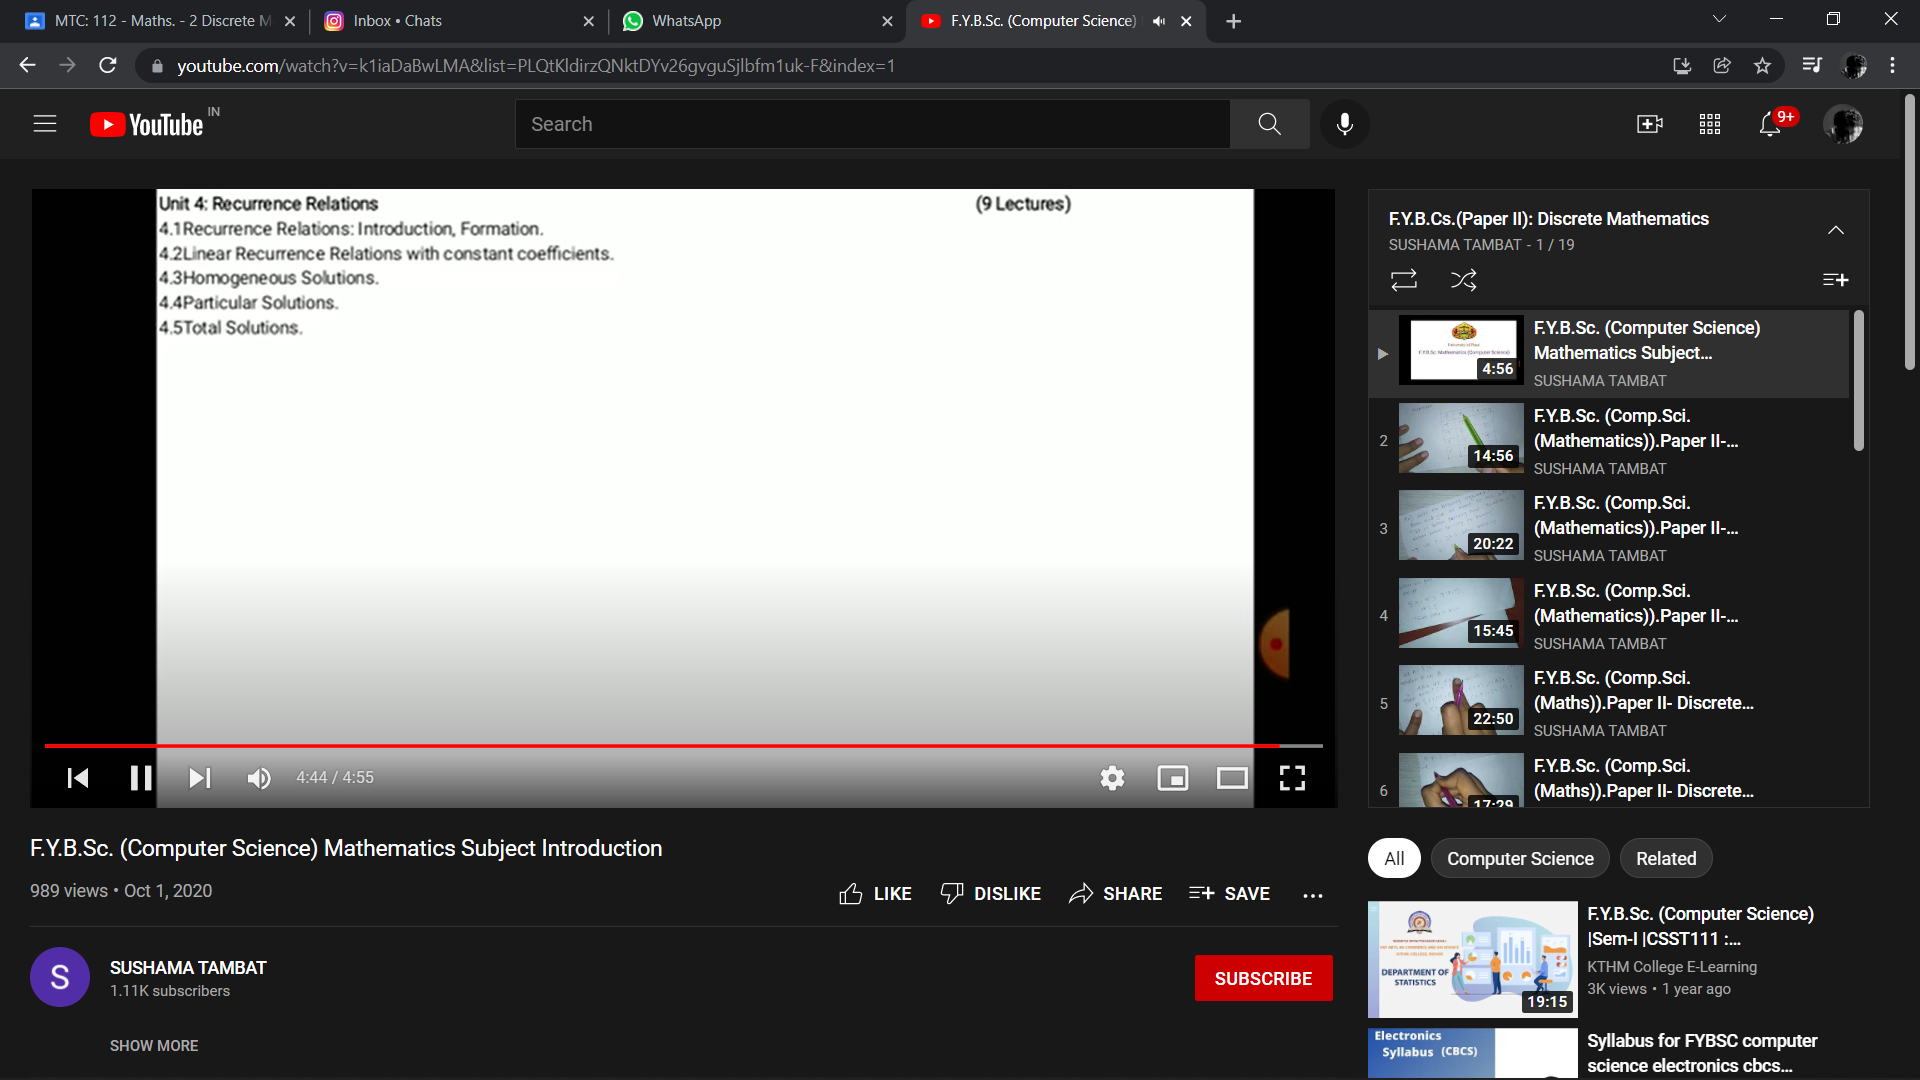 MTC: 112 - Maths. - 2 Discrete M
Inbox • Chats
WhatsApp
F.Y.B.Sc. (Computer Science)
youtube.com/watch?v=k1iaDaBwLMA&list=PLQtKldirzQNktDYv26gvguSjlbfm1uk-F&index=1
YouTube IN
Search
9+
Unit 4: Recurrence Relations (9 Lectures)
4.1Recurrence Relations: Introduction, Formation.
4.2Linear Recurrence Relations with constant coefficients.
4.3Homogeneous Solutions.
4.4Particular Solutions.
4.5Total Solutions.
4:44 / 4:55
F.Y.B.Sc. (Computer Science) Mathematics Subject Introduction
989 views • Oct 1, 2020
LIKE DISLIKE SHARE SAVE
S
SUSHAMA TAMBAT
1.11K subscribers
SUBSCRIBE
SHOW MORE
F.Y.B.Cs.(Paper II): Discrete Mathematics
SUSHAMA TAMBAT - 1 / 19
4:56
F.Y.B.Sc. (Computer Science)
Mathematics Subject...
SUSHAMA TAMBAT
2
14:56
F.Y.B.Sc. (Comp.Sci.
(Mathematics)).Paper II-...
SUSHAMA TAMBAT
3
20:22
F.Y.B.Sc. (Comp.Sci.
(Mathematics)).Paper II-...
SUSHAMA TAMBAT
4
15:45
F.Y.B.Sc. (Comp.Sci.
(Mathematics)).Paper II-...
SUSHAMA TAMBAT
5
22:50
F.Y.B.Sc. (Comp.Sci.
(Maths)).Paper II- Discrete...
SUSHAMA TAMBAT
6
17:29
F.Y.B.Sc. (Comp.Sci.
(Maths)).Paper II- Discrete...
All
Computer Science
Related
DEPARTMENT OF
STATISTICS
19:15
F.Y.B.Sc. (Computer Science)
|Sem-I |CSST111 :...
KTHM College E-Learning
3K views • 1 year ago
Electronics
Syllabus (CBCS)
Syllabus for FYBSC computer
science electronics cbcs...